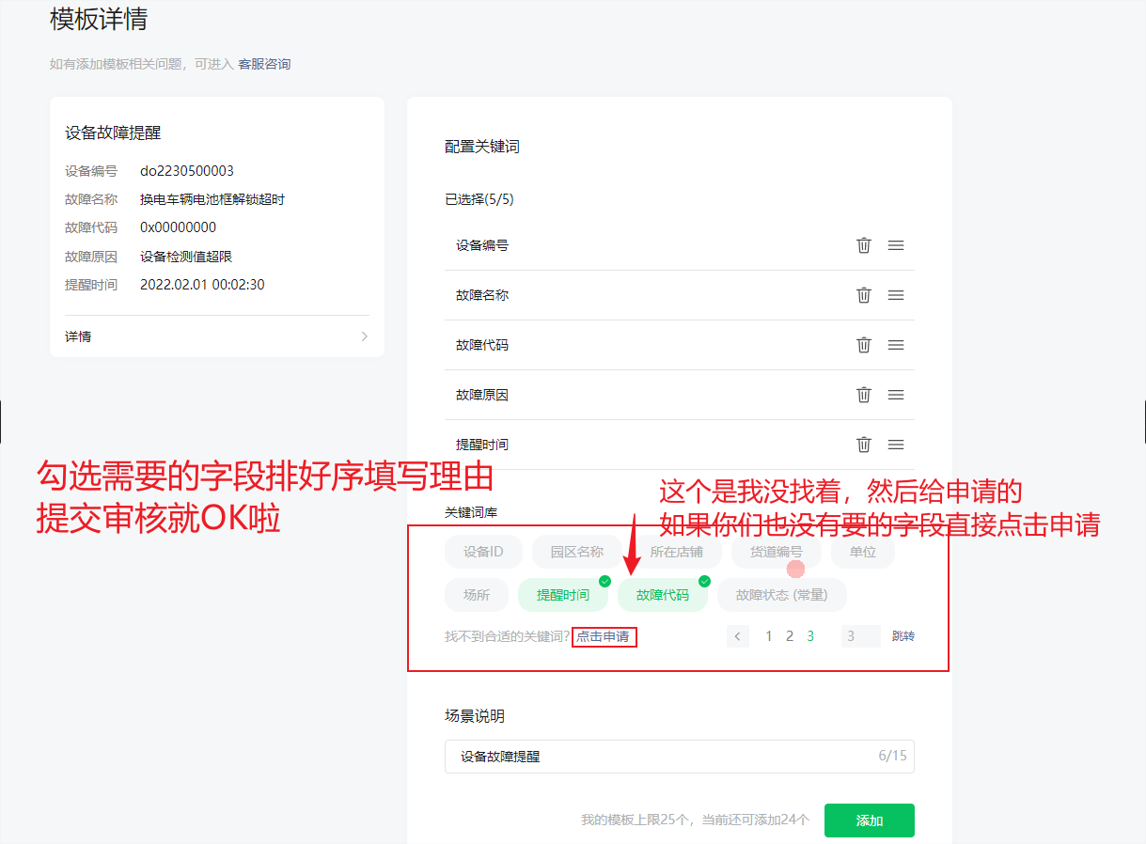 模板详情
如有添加模板相关问题，可进入 客服咨询
设备故障提醒
设备编号 do2230500003
故障名称 换电车辆电池框解锁超时
故障代码 0x00000000
故障原因 设备检测值超限
提醒时间 2022.02.01 00:02:30
详情
配置关键词
已选择(5/5)
设备编号
故障名称
故障代码
故障原因
提醒时间
勾选需要的字段排好序填写理由
提交审核就OK啦
这个是我没找着，然后给申请的
如果你们也没有要的字段直接点击申请
关键词库
设备ID 园区名称 所在店铺 货道编号 单位
场所 提醒时间 故障代码 故障状态 (常量)
找不到合适的关键词? 点击申请 1 2 3 3 跳转
场景说明
设备故障提醒 6/15
我的模板上限25个，当前还可添加24个 添加